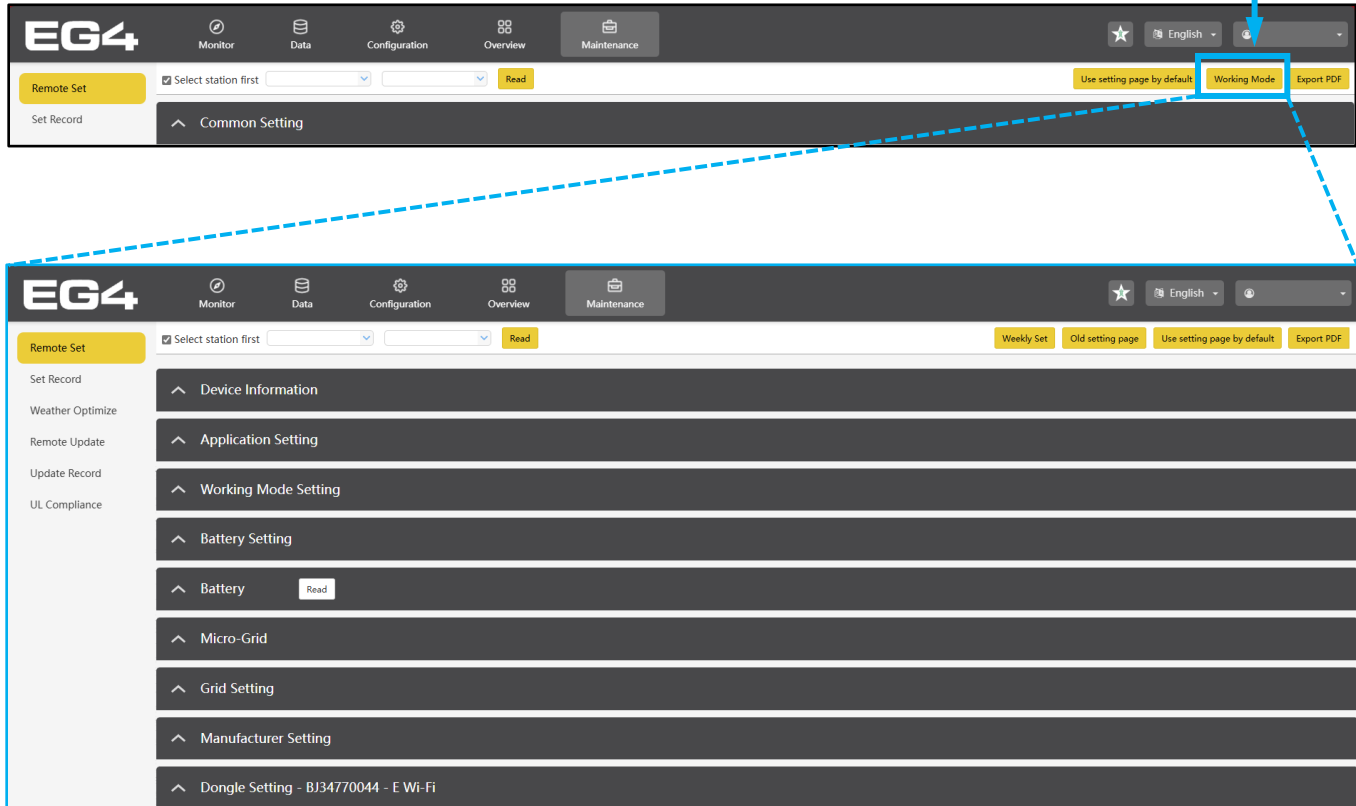 EG4 Monitor Data Configuration Overview Maintenance English
Remote Set Select station first Read Use setting page by default Working Mode Export PDF
Set Record Common Setting
EG4 Monitor Data Configuration Overview Maintenance English
Remote Set Select station first Read Weekly Set Old setting page Use setting page by default Export PDF
Set Record
Weather Optimize
Remote Update
Update Record
UL Compliance
Device Information
Application Setting
Working Mode Setting
Battery Setting
Battery Read
Micro-Grid
Grid Setting
Manufacturer Setting
Dongle Setting - BJ34770044 - E Wi-Fi